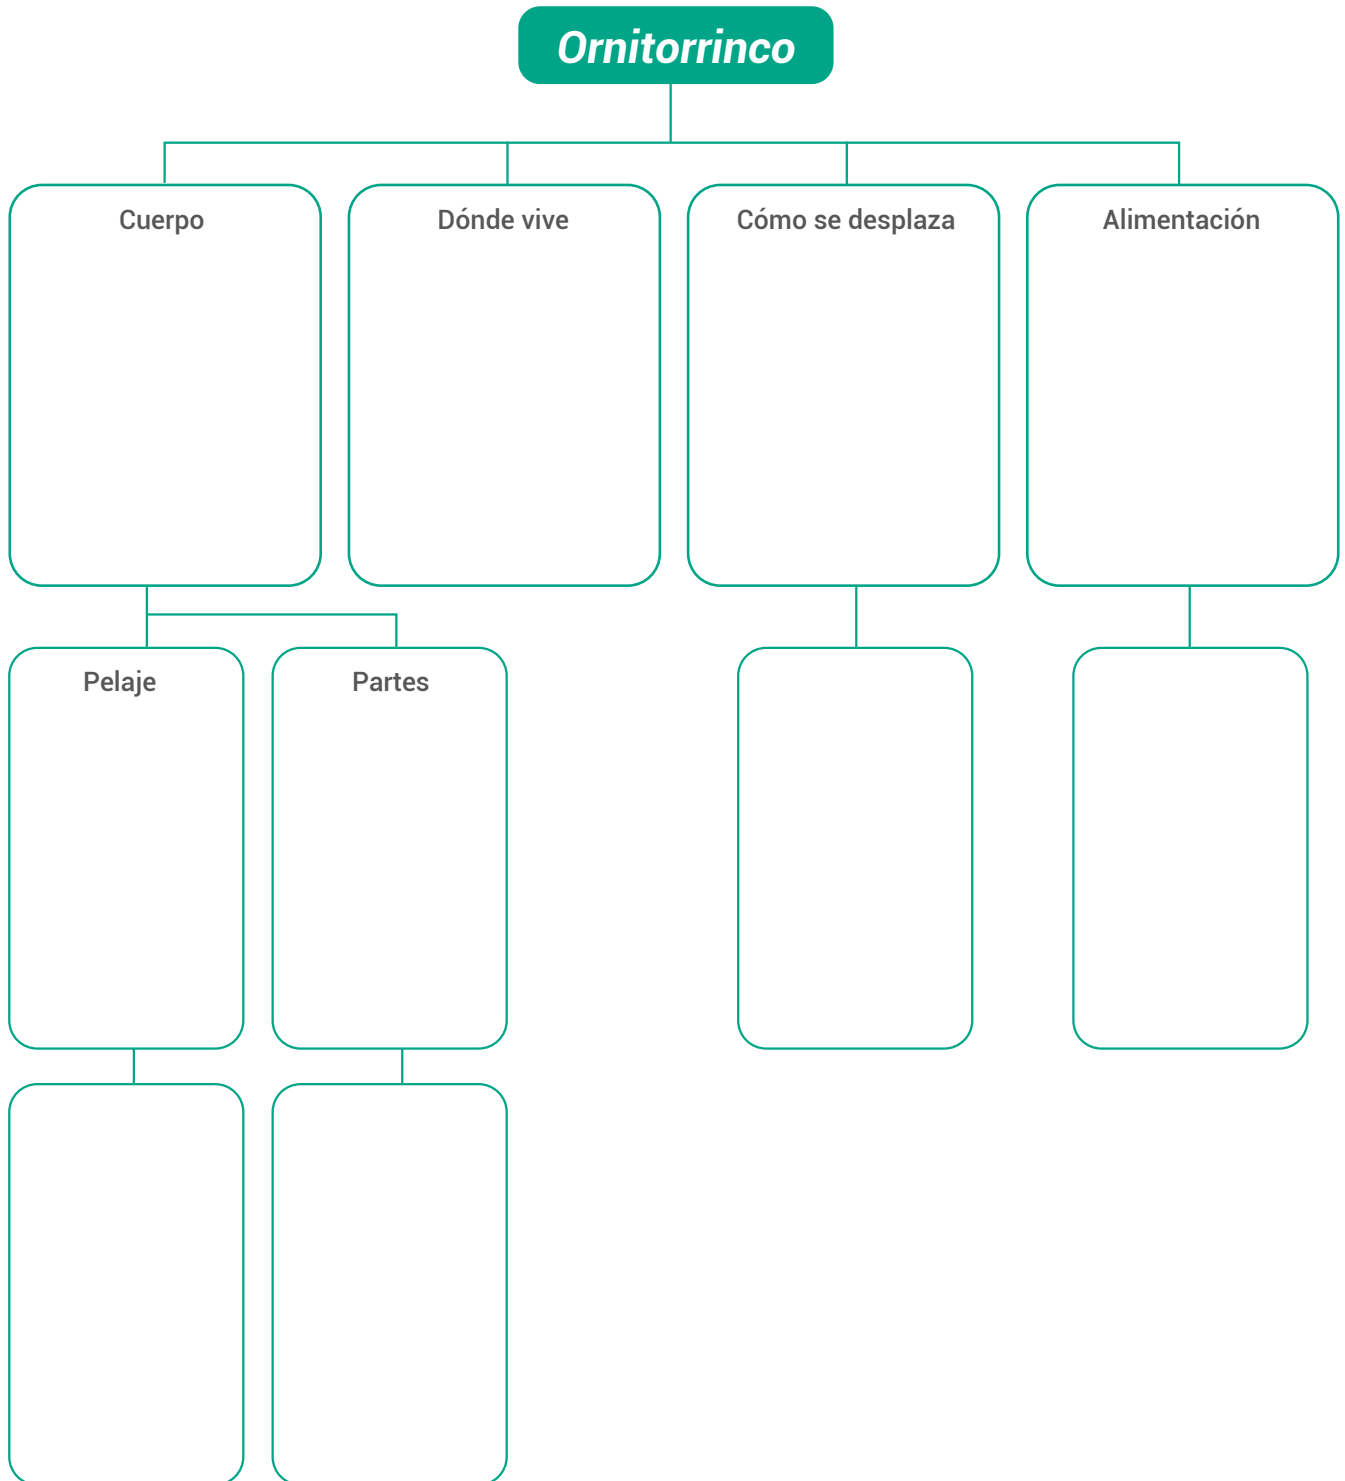 Ornitorrinco
Cuerpo
Dónde vive
Cómo se desplaza
Alimentación
Pelaje
Partes